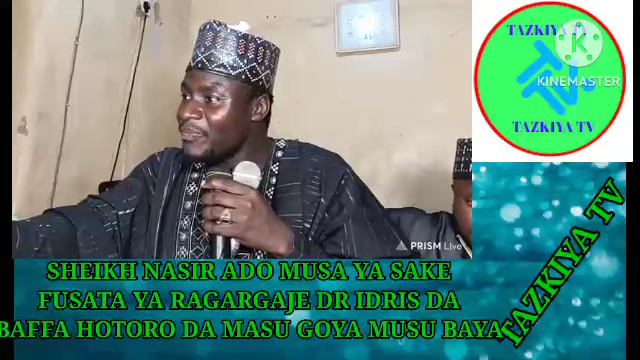 TAZKIYA TV
KINEMASTER
TAZKIYA TV
PRISM Live
TAZKIYA TV
SHEIKH NASIR ADO MUSA YA SAKE
FUSATA YA RAGARGAJE DR IDRIS DA
BAFFA HOTORO DA MASU GOYA MUSU BAYA